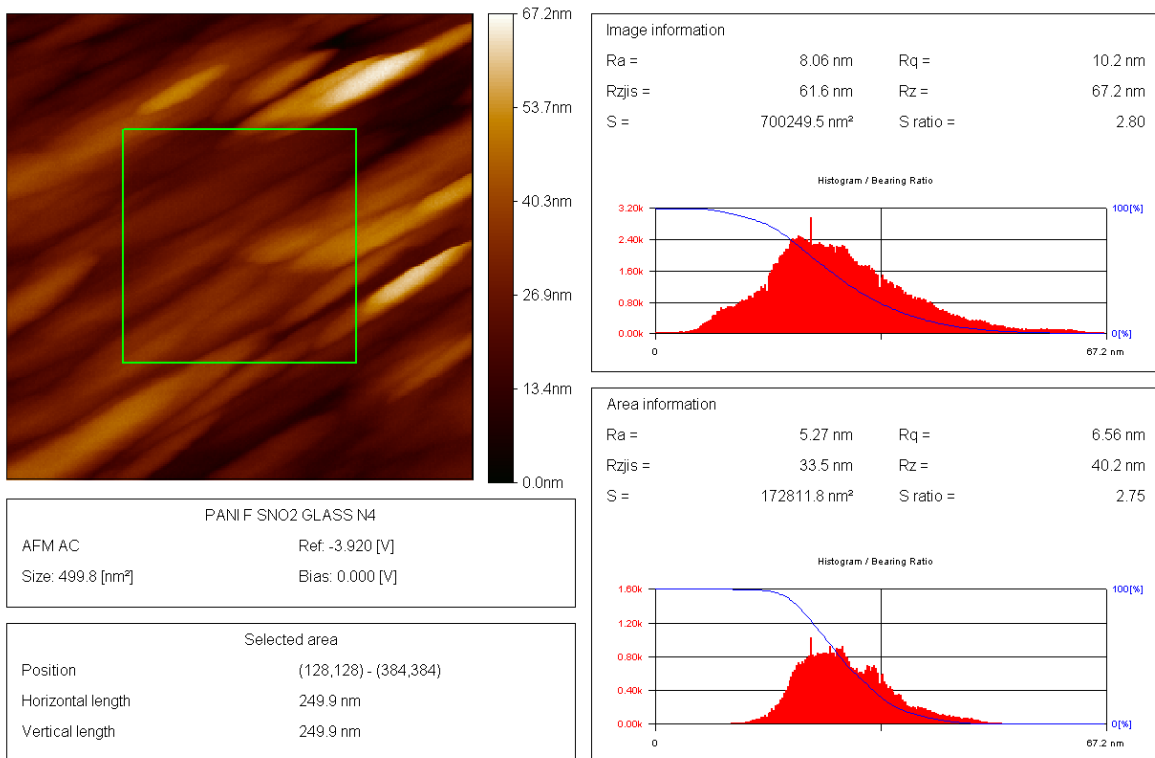 67.2nm
53.7nm
40.3nm
26.9nm
13.4nm
0.0nm
PANI F SNO2 GLASS N4
AFM AC Ref: -3.920 [V]
Size: 499.8 [nm²] Bias: 0.000 [V]
Selected area
Position (128,128) - (384,384)
Horizontal length 249.9 nm
Vertical length 249.9 nm
Image information
Ra = 8.06 nm Rq = 10.2 nm
Rzjis = 61.6 nm Rz = 67.2 nm
S = 700249.5 nm² S ratio = 2.80
Histogram / Bearing Ratio
3.20k 100[%]
2.40k
1.60k
0.80k
0.00k 0[%]
0 67.2 nm
Area information
Ra = 5.27 nm Rq = 6.56 nm
Rzjis = 33.5 nm Rz = 40.2 nm
S = 172811.8 nm² S ratio = 2.75
Histogram / Bearing Ratio
1.60k 100[%]
1.20k
0.80k
0.40k
0.00k 0[%]
0 67.2 nm